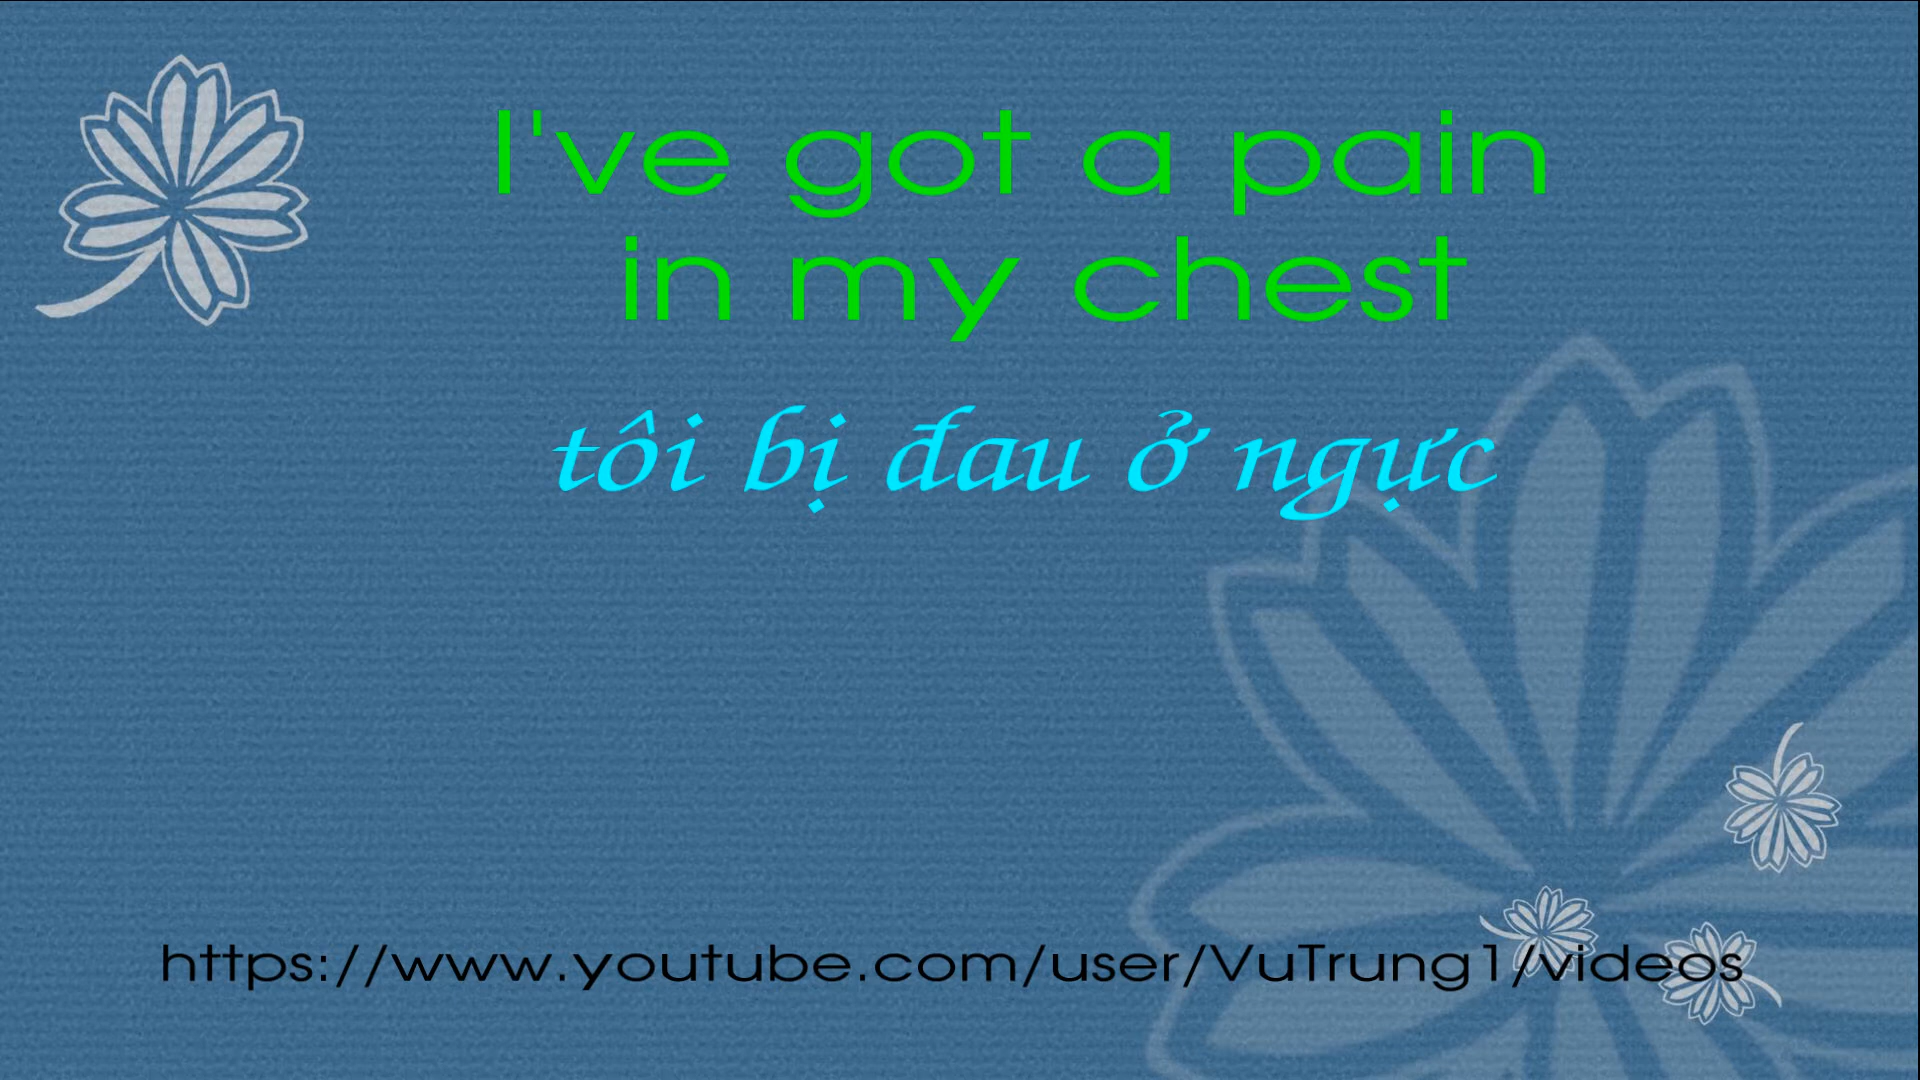 I've got a pain
in my chest
tôi bị đau ở ngực
https://www.youtube.com/user/VuTrung1/videos